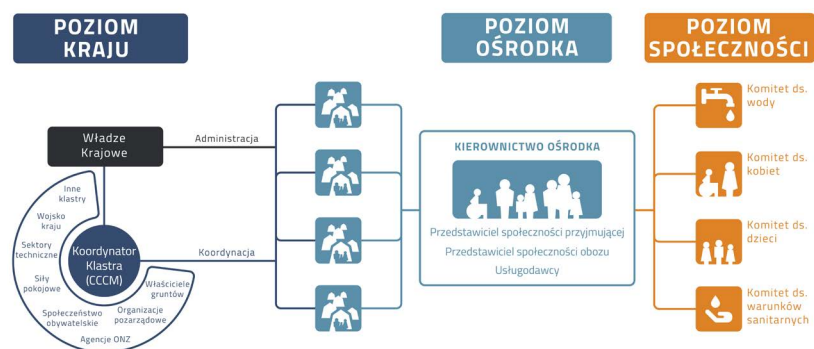 POZIOM
KRAJU
POZIOM
OŚRODKA
POZIOM
SPOŁECZNOŚCI
Władze
Krajowe
Administracja
Inne
klastry
Wojsko
kraju
Sektory
techniczne
Siły
pokojowe
Społeczeństwo
obywatelskie
Agencje ONZ
Organizacje
pozarządowe
Właściciele
gruntów
Koordynator
Klastra
(CCCM)
Koordynacja
KIEROWNICTWO OŚRODKA
Przedstawiciel społeczności przyjmującej
Przedstawiciel społeczności obozu
Usługodawcy
Komitet ds.
wody
Komitet ds.
kobiet
Komitet ds.
dzieci
Komitet ds.
warunków
sanitarnych